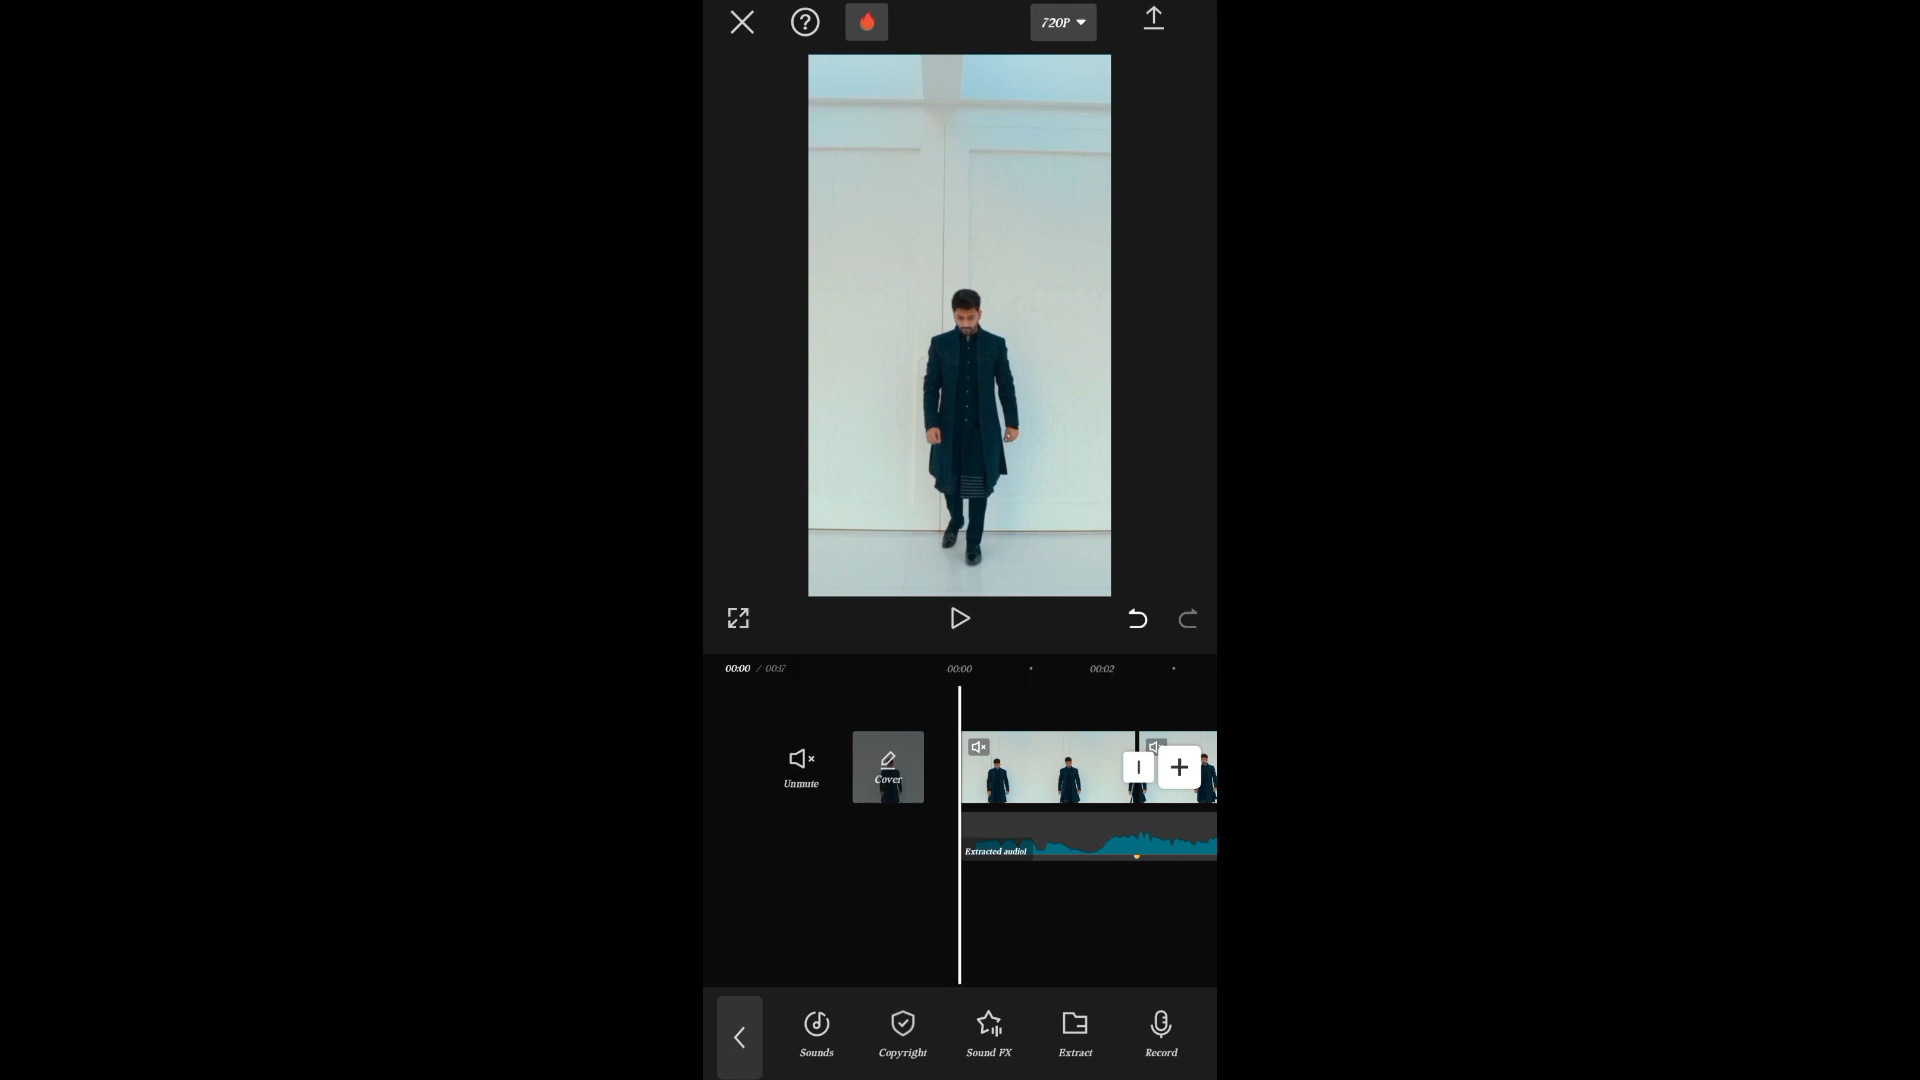 720P
00:00 / 00:17
00:00
00:02
Unmute
Cover
Extracted audio1
Sounds
Copyright
Sound FX
Extract
Record